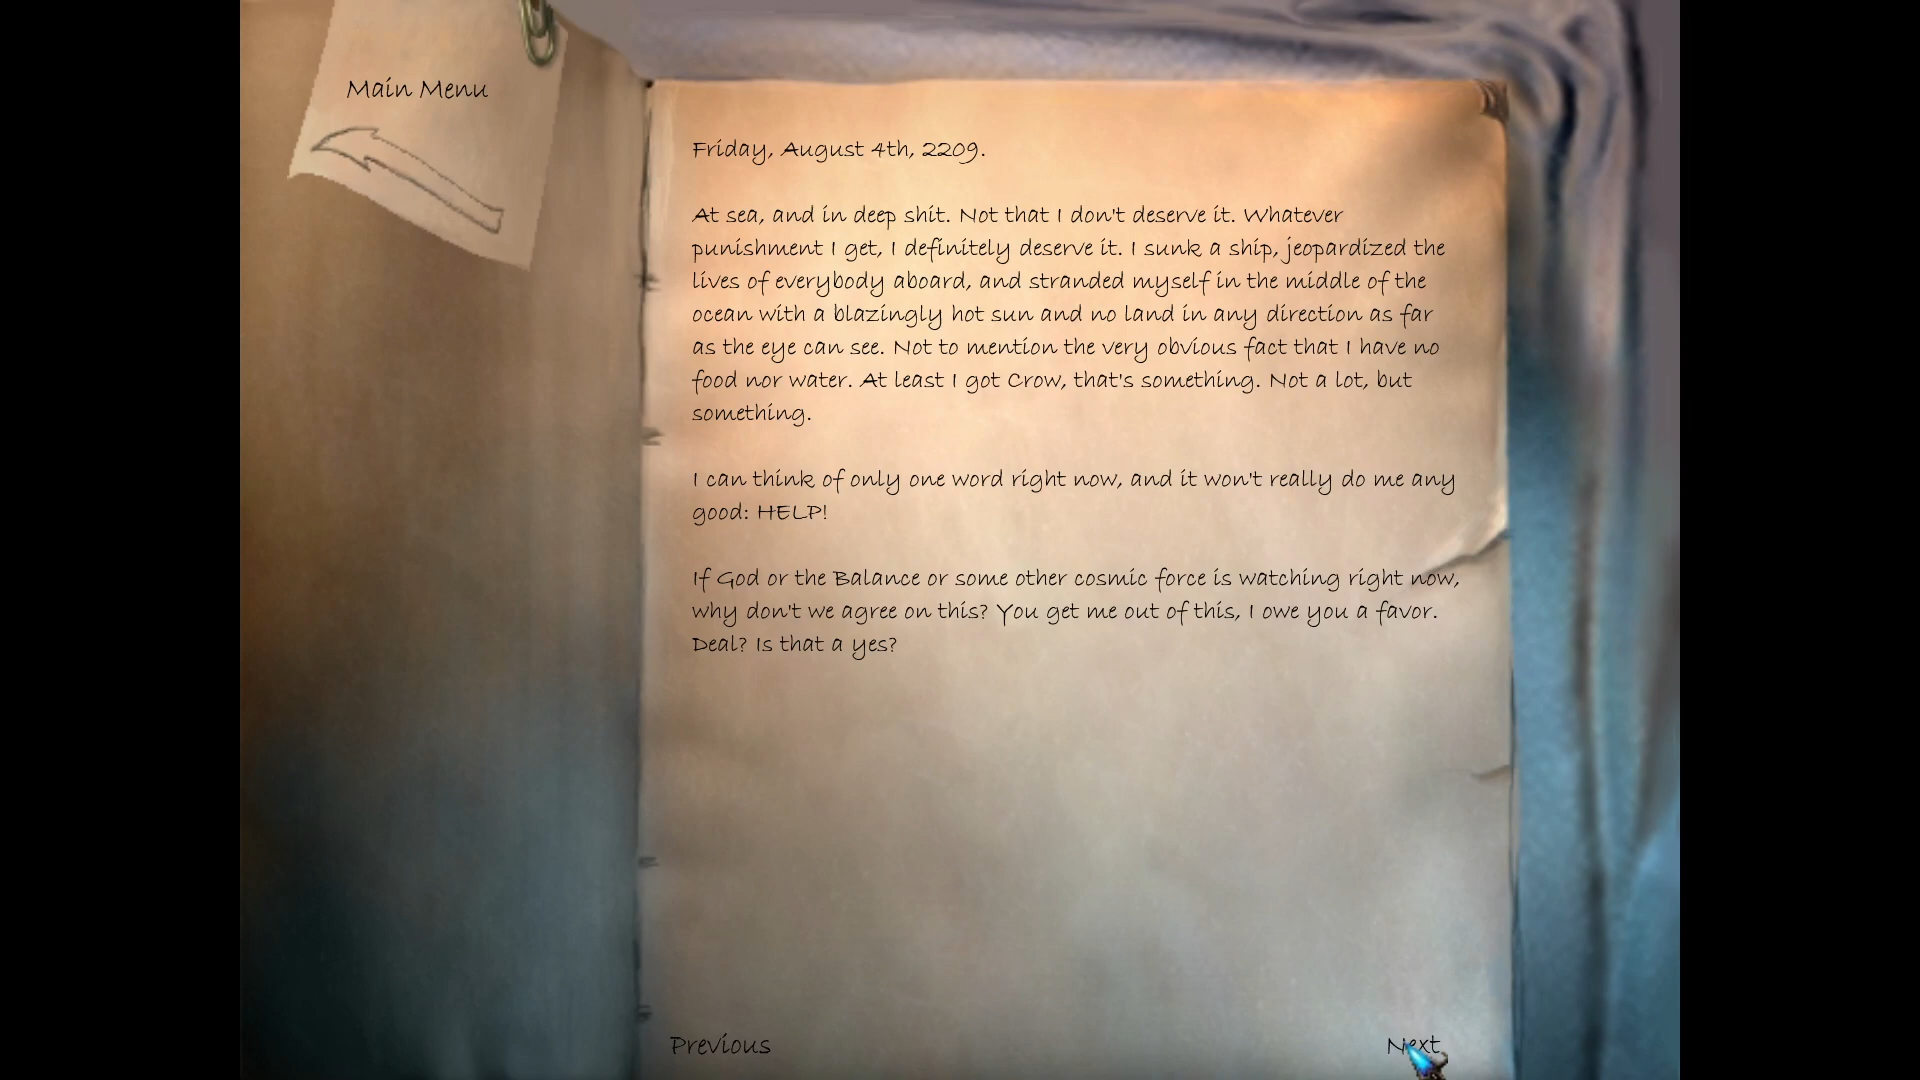 Main Menu
Friday, August 4th, 2209.
At sea, and in deep shit. Not that I don't deserve it. Whatever
punishment I get, I definitely deserve it. I sunk a ship, jeopardized the
lives of everybody aboard, and stranded myself in the middle of the
ocean with a blazingly hot sun and no land in any direction as far
as the eye can see. Not to mention the very obvious fact that I have no
food nor water. At least I got Crow, that's something. Not a lot, but
something.
I can think of only one word right now, and it won't really do me any
good: HELP!
If God or the Balance or some other cosmic force is watching right now,
why don't we agree on this? You get me out of this, I owe you a favor.
Deal? Is that a yes?
Previous
Next